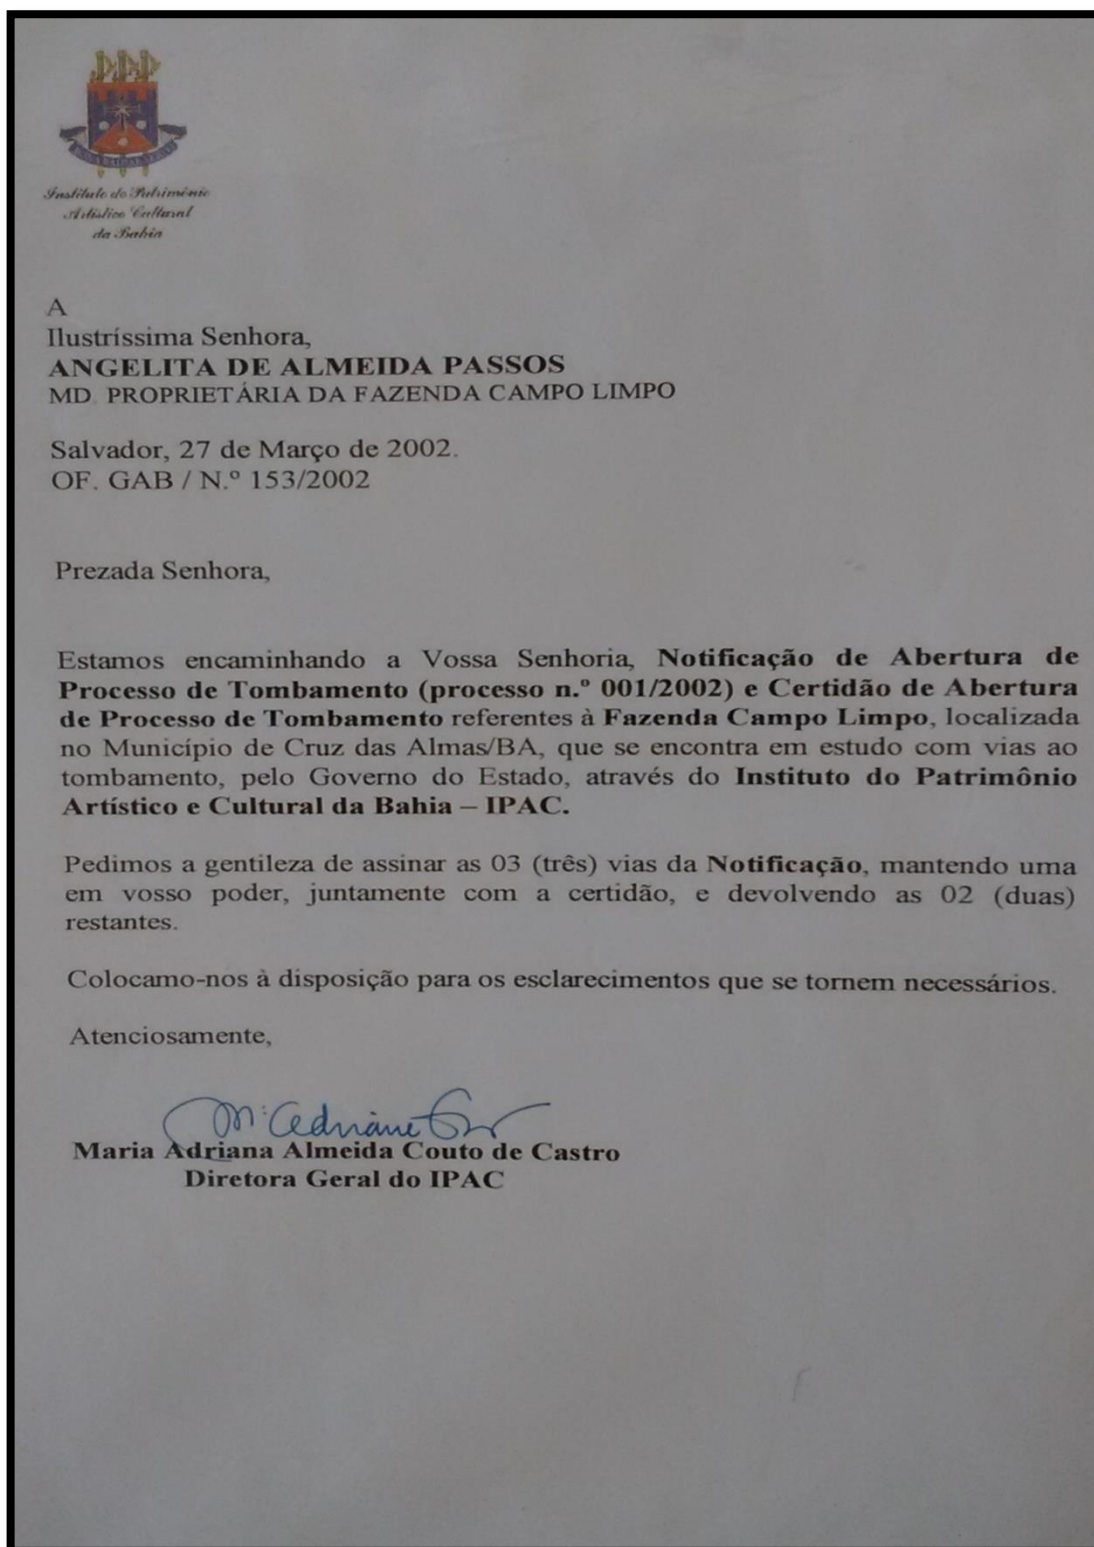 Instituto do Patrimônio
Artístico Cultural
da Bahia
A
Ilustríssima Senhora,
ANGELITA DE ALMEIDA PASSOS
MD. PROPRIETÁRIA DA FAZENDA CAMPO LIMPO
Salvador, 27 de Março de 2002.
OF. GAB / N.º 153/2002
Prezada Senhora,
Estamos encaminhando a Vossa Senhoria, Notificação de Abertura de
Processo de Tombamento (processo n.º 001/2002) e Certidão de Abertura
de Processo de Tombamento referentes à Fazenda Campo Limpo, localizada
no Município de Cruz das Almas/BA, que se encontra em estudo com vias ao
tombamento, pelo Governo do Estado, através do Instituto do Patrimônio
Artístico e Cultural da Bahia – IPAC.
Pedimos a gentileza de assinar as 03 (três) vias da Notificação, mantendo uma
em vosso poder, juntamente com a certidão, e devolvendo as 02 (duas)
restantes.
Colocamo-nos à disposição para os esclarecimentos que se tornem necessários.
Atenciosamente,
Maria Adriana Almeida Couto de Castro
Diretora Geral do IPAC